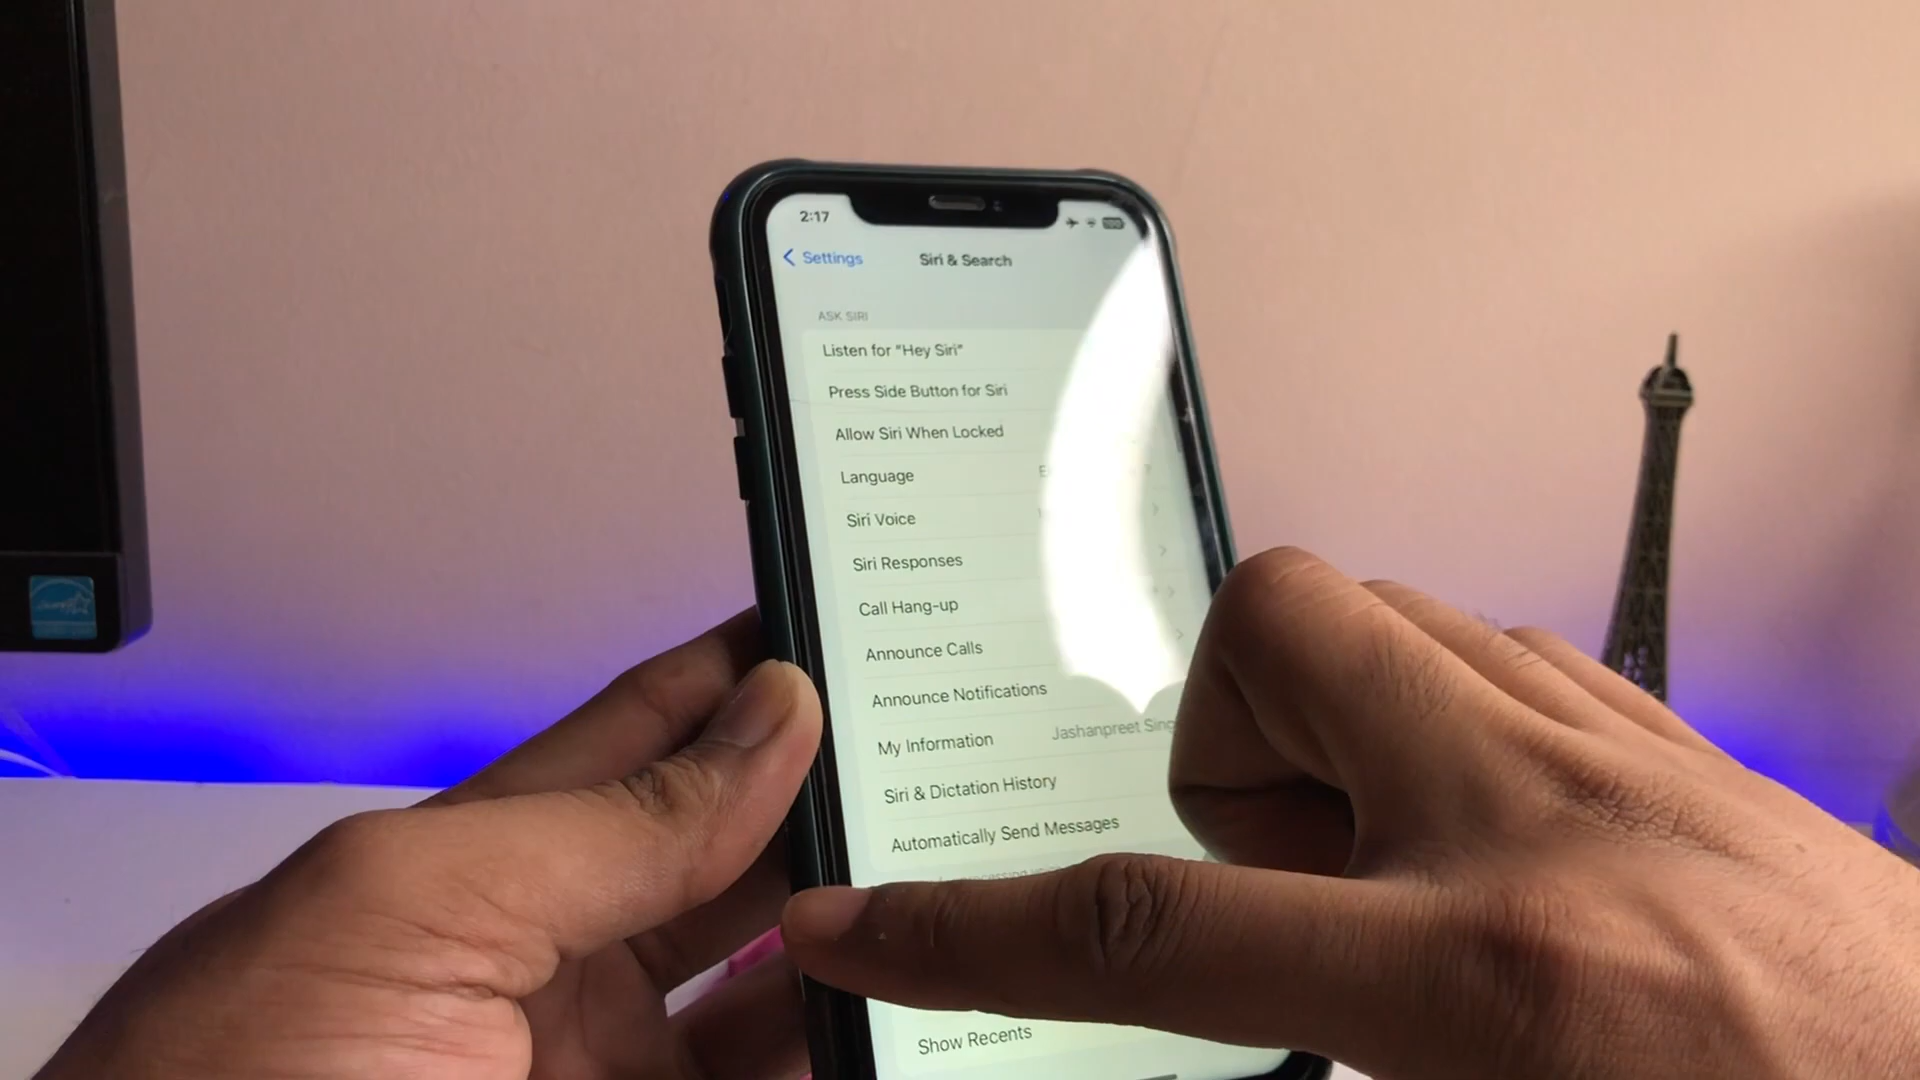 2:17
Settings
Siri & Search
ASK SIRI
Listen for "Hey Siri"
Press Side Button for Siri
Allow Siri When Locked
Language
Siri Voice
Siri Responses
Call Hang-up
Announce Calls
Announce Notifications
My Information Jashanpreet Sing
Siri & Dictation History
Automatically Send Messages
processing
Show Recents